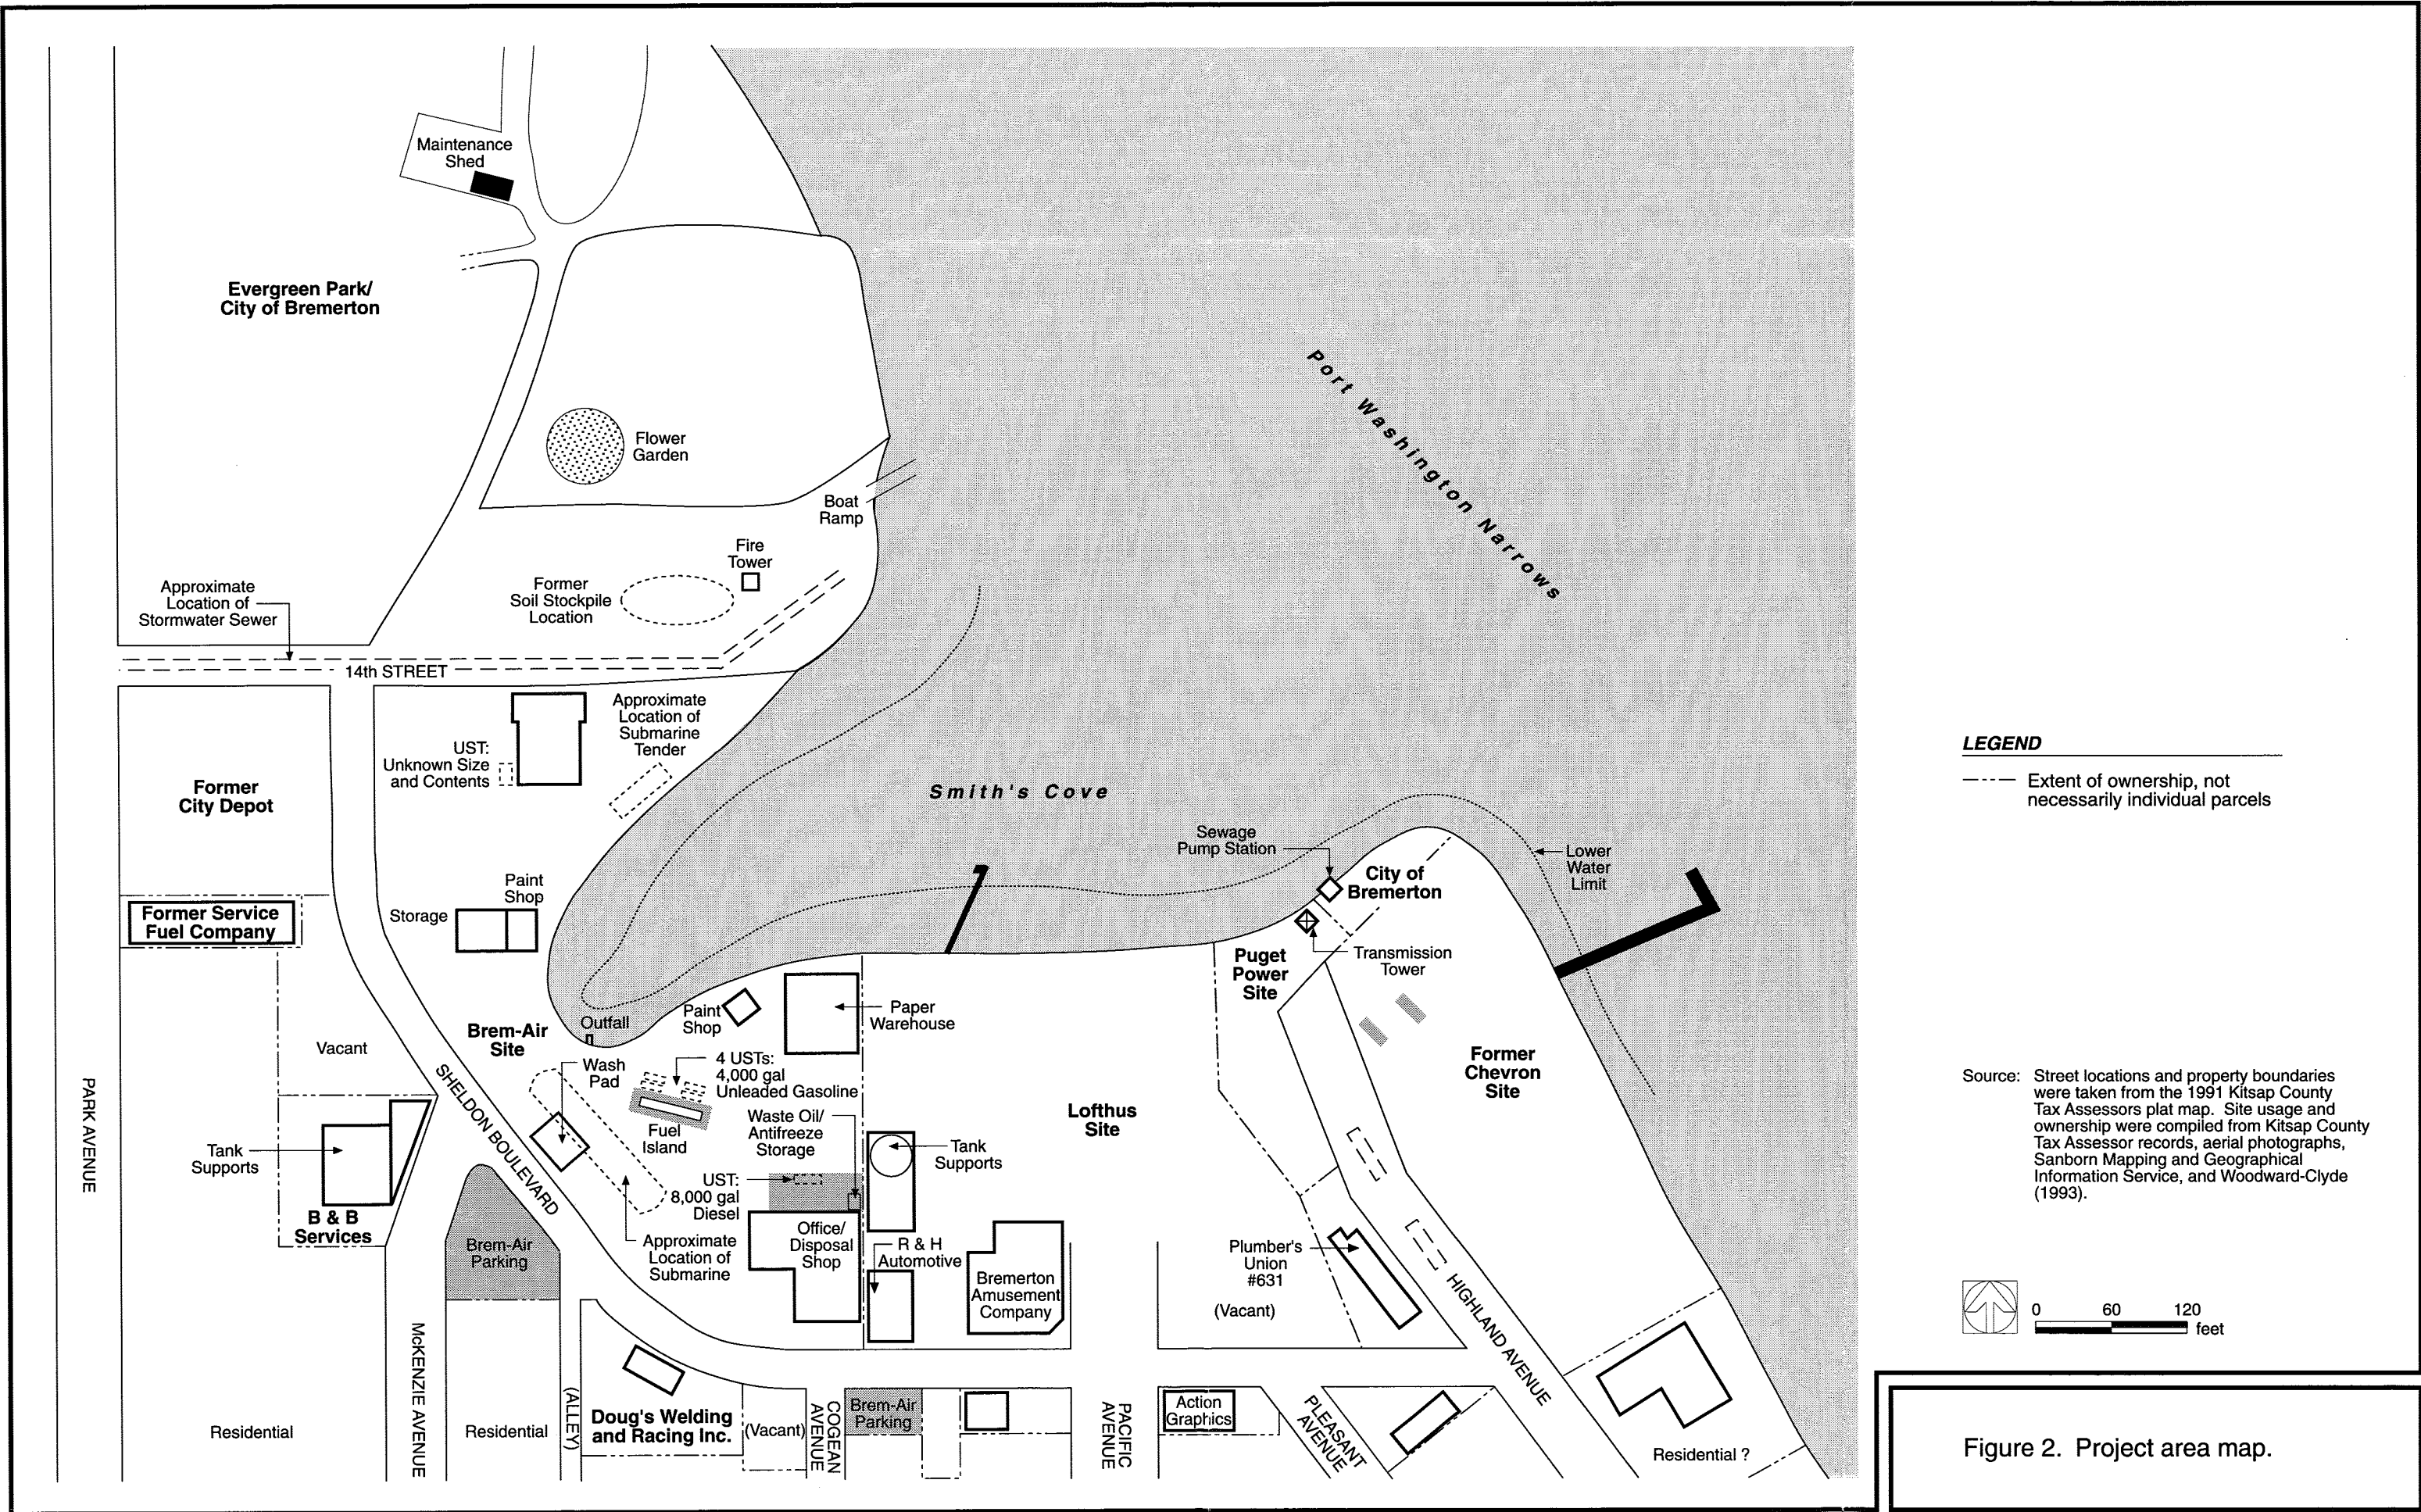 Maintenance
Shed
Evergreen Park/
City of Bremerton
Port Washington Narrows
Flower
Garden
Boat
Ramp
Fire
Tower
Former
Soil Stockpile
Location
Approximate
Location of
Stormwater Sewer
14th STREET
Approximate
Location of
Submarine
Tender
UST:
Unknown Size
and Contents
Former
City Depot
Smith's Cove
Sewage
Pump Station
City of
Bremerton
Lower
Water
Limit
Paint
Shop
Storage
Former Service
Fuel Company
Puget
Power
Site
Transmission
Tower
Paint
Shop
Paper
Warehouse
Outfall
Brem-Air
Site
Vacant
Wash
Pad
4 USTs:
4,000 gal
Unleaded Gasoline
Former
Chevron
Site
PARK AVENUE
SHELDON BOULEVARD
Fuel
Island
Waste Oil/
Antifreeze
Storage
Lofthus
Site
Tank
Supports
Tank
Supports
UST:
8,000 gal
Diesel
B & B
Services
Brem-Air
Parking
Approximate
Location of
Submarine
Office/
Disposal
Shop
R & H
Automotive
Bremerton
Amusement
Company
Plumber's
Union
#631
(Vacant)
HIGHLAND AVENUE
McKENZIE AVENUE
Residential
Residential
(ALLEY)
Doug's Welding
and Racing Inc.
(Vacant)
COGEAN
AVENUE
Brem-Air
Parking
PACIFIC
AVENUE
Action
Graphics
PLEASANT
AVENUE
Residential ?
LEGEND
Extent of ownership, not
necessarily individual parcels
Source: Street locations and property boundaries
were taken from the 1991 Kitsap County
Tax Assessors plat map. Site usage and
ownership were compiled from Kitsap County
Tax Assessor records, aerial photographs,
Sanborn Mapping and Geographical
Information Service, and Woodward-Clyde
(1993).
0 60 120
feet
Figure 2. Project area map.